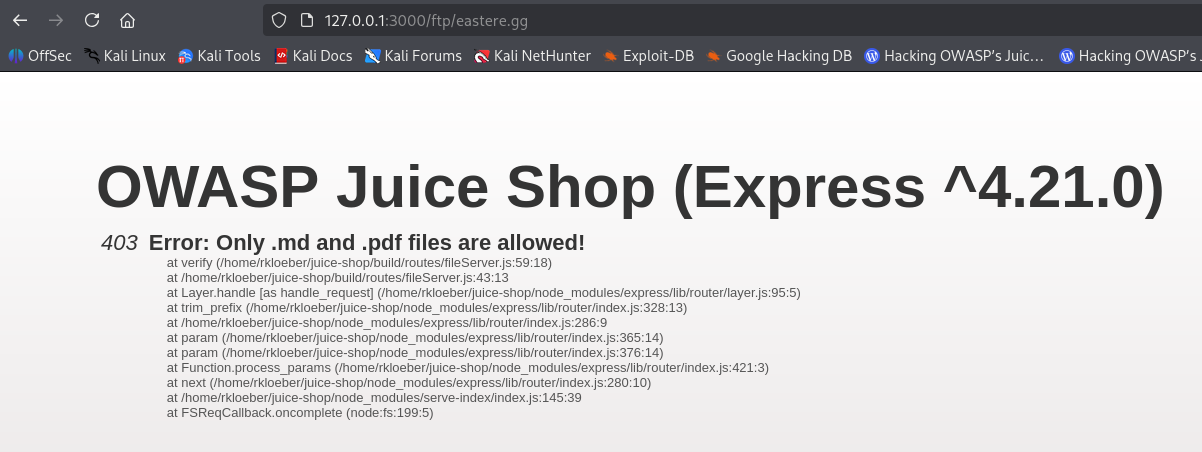 127.0.0.1:3000/ftp/eastere.gg
OffSec Kali Linux Kali Tools Kali Docs Kali Forums Kali NetHunter Exploit-DB Google Hacking DB Hacking OWASP's Juic… Hacking OWASP's
OWASP Juice Shop (Express ^4.21.0)
403 Error: Only .md and .pdf files are allowed!
at verify (/home/rkloeber/juice-shop/build/routes/fileServer.js:59:18)
at /home/rkloeber/juice-shop/build/routes/fileServer.js:43:13
at Layer.handle [as handle_request] (/home/rkloeber/juice-shop/node_modules/express/lib/router/layer.js:95:5)
at trim_prefix (/home/rkloeber/juice-shop/node_modules/express/lib/router/index.js:328:13)
at /home/rkloeber/juice-shop/node_modules/express/lib/router/index.js:286:9
at param (/home/rkloeber/juice-shop/node_modules/express/lib/router/index.js:365:14)
at param (/home/rkloeber/juice-shop/node_modules/express/lib/router/index.js:376:14)
at Function.process_params (/home/rkloeber/juice-shop/node_modules/express/lib/router/index.js:421:3)
at next (/home/rkloeber/juice-shop/node_modules/express/lib/router/index.js:280:10)
at /home/rkloeber/juice-shop/node_modules/serve-index/index.js:145:39
at FSReqCallback.oncomplete (node:fs:199:5)